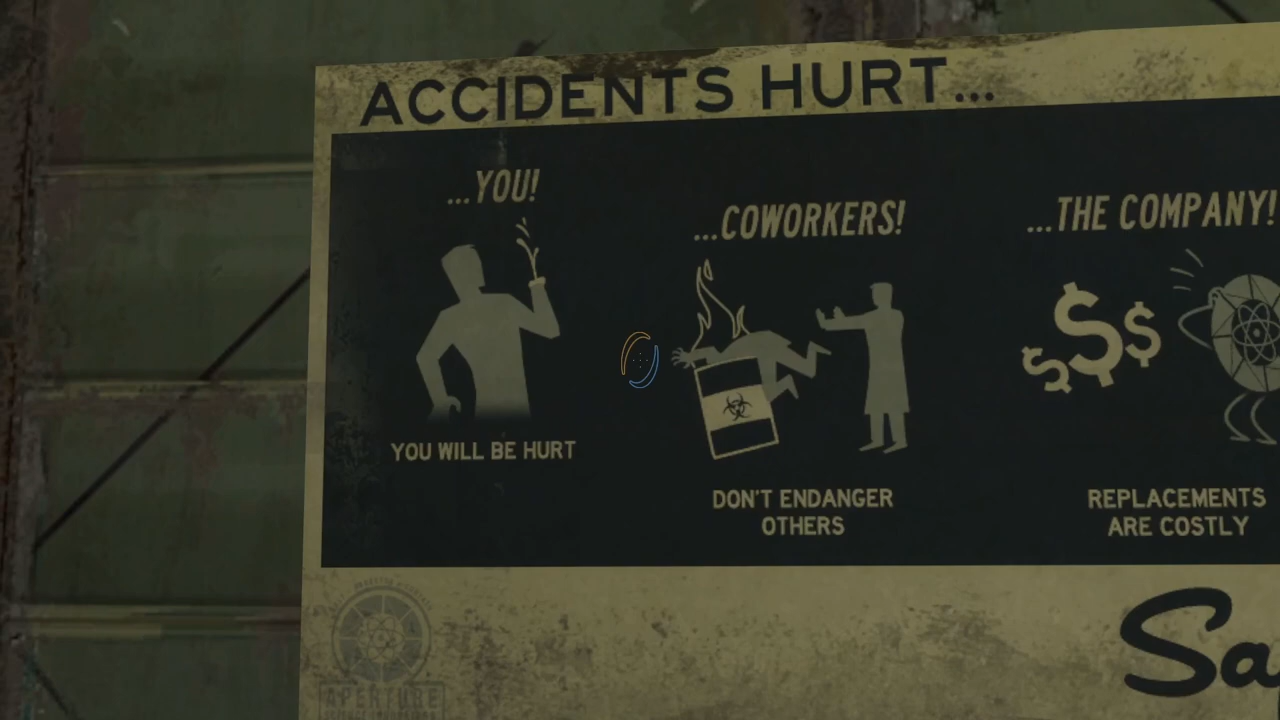 ACCIDENTS HURT...
...YOU!
YOU WILL BE HURT
...COWORKERS!
DON'T ENDANGER
OTHERS
...THE COMPANY!
$$$
REPLACEMENTS
ARE COSTLY
Sa
APERTURE